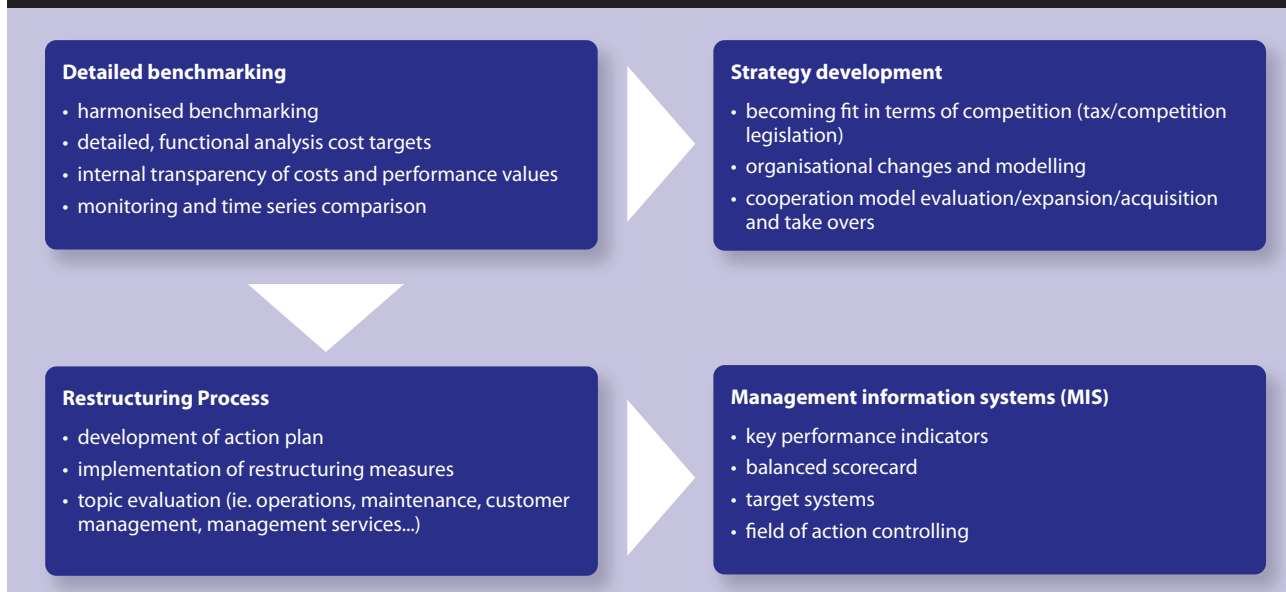 Detailed benchmarking
• harmonised benchmarking
• detailed, functional analysis cost targets
• internal transparency of costs and performance values
• monitoring and time series comparison
Strategy development
• becoming fit in terms of competition (tax/competition
legislation)
• organisational changes and modelling
• cooperation model evaluation/expansion/acquisition
and take overs
Restructuring Process
• development of action plan
• implementation of restructuring measures
• topic evaluation (ie. operations, maintenance, customer
management, management services...)
Management information systems (MIS)
• key performance indicators
• balanced scorecard
• target systems
• field of action controlling